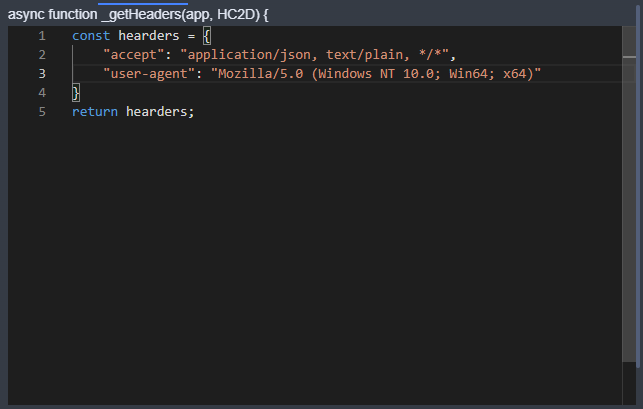 async function _getHeaders(app, HC2D) {
1 const hearders = {
2 "accept": "application/json, text/plain, */*",
3 "user-agent": "Mozilla/5.0 (Windows NT 10.0; Win64; x64)"
4 }
5 return hearders;